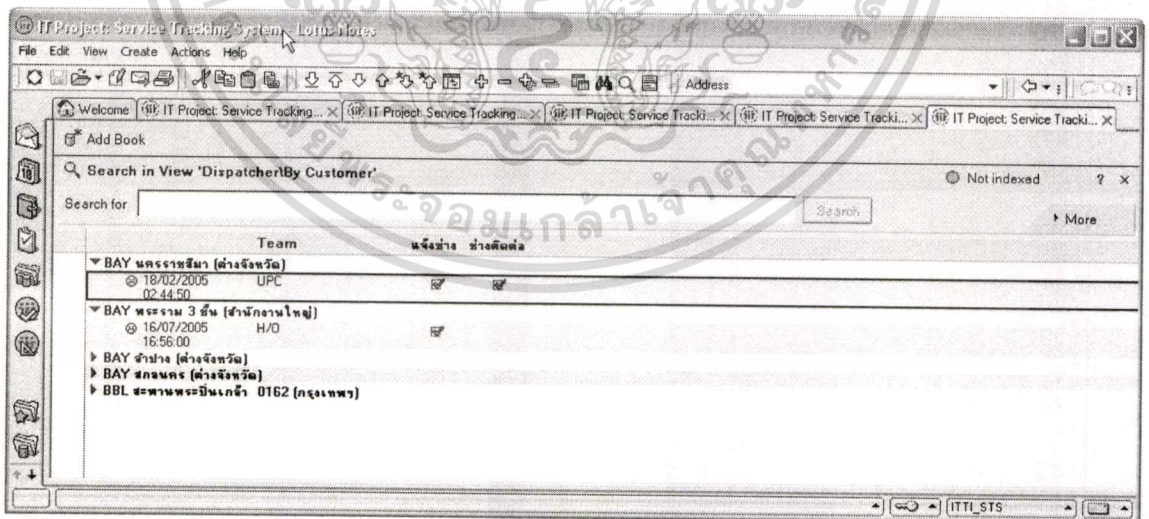 IT Project: Service Tracking System - Lotus Notes
File Edit View Create Actions Help
Address
Welcome IT Project: Service Tracking... IT Project: Service Tracking... IT Project: Service Tracki... IT Project: Service Tracki... IT Project: Service Tracki...
Add Book
Search in View 'Dispatcher\By Customer' Not indexed ? ×
Search for Search More
Team แจ้งช่าง ช่างติดต่อ
BAY นครราชสีมา (ต่างจังหวัด)
18/02/2005 UPC
02:44:50
BAY พระราม 3 ชั้น (สำนักงานใหญ่)
16/07/2005 H/O
16:56:00
BAY ลำปาง (ต่างจังหวัด)
BAY สกลนคร (ต่างจังหวัด)
BBL สะพานพระปิ่นเกล้า 0162 (กรุงเทพฯ)
ITTI_STS